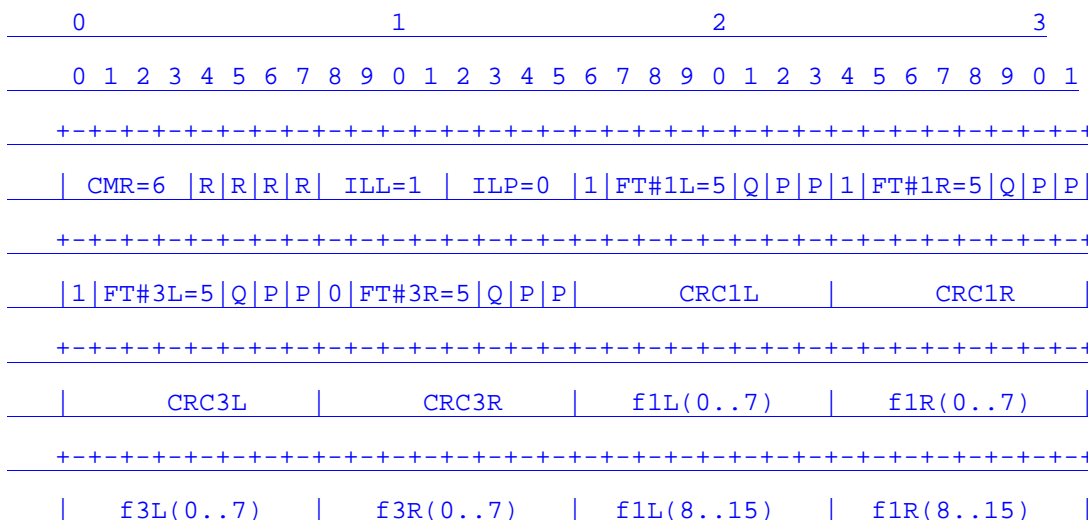 0                   1                   2                   3
0 1 2 3 4 5 6 7 8 9 0 1 2 3 4 5 6 7 8 9 0 1 2 3 4 5 6 7 8 9 0 1
+-+-+-+-+-+-+-+-+-+-+-+-+-+-+-+-+-+-+-+-+-+-+-+-+-+-+-+-+-+-+-+-+
| CMR=6 |R|R|R|R| ILL=1 | ILP=0 |1|FT#1L=5|Q|P|P|1|FT#1R=5|Q|P|P|
+-+-+-+-+-+-+-+-+-+-+-+-+-+-+-+-+-+-+-+-+-+-+-+-+-+-+-+-+-+-+-+-+
|1|FT#3L=5|Q|P|P|0|FT#3R=5|Q|P|P|      CRC1L    |      CRC1R    |
+-+-+-+-+-+-+-+-+-+-+-+-+-+-+-+-+-+-+-+-+-+-+-+-+-+-+-+-+-+-+-+-+
|      CRC3L    |      CRC3R    |   f1L(0..7)   |   f1R(0..7)   |
+-+-+-+-+-+-+-+-+-+-+-+-+-+-+-+-+-+-+-+-+-+-+-+-+-+-+-+-+-+-+-+-+
|   f3L(0..7)   |   f3R(0..7)   |  f1L(8..15)   |  f1R(8..15)   |